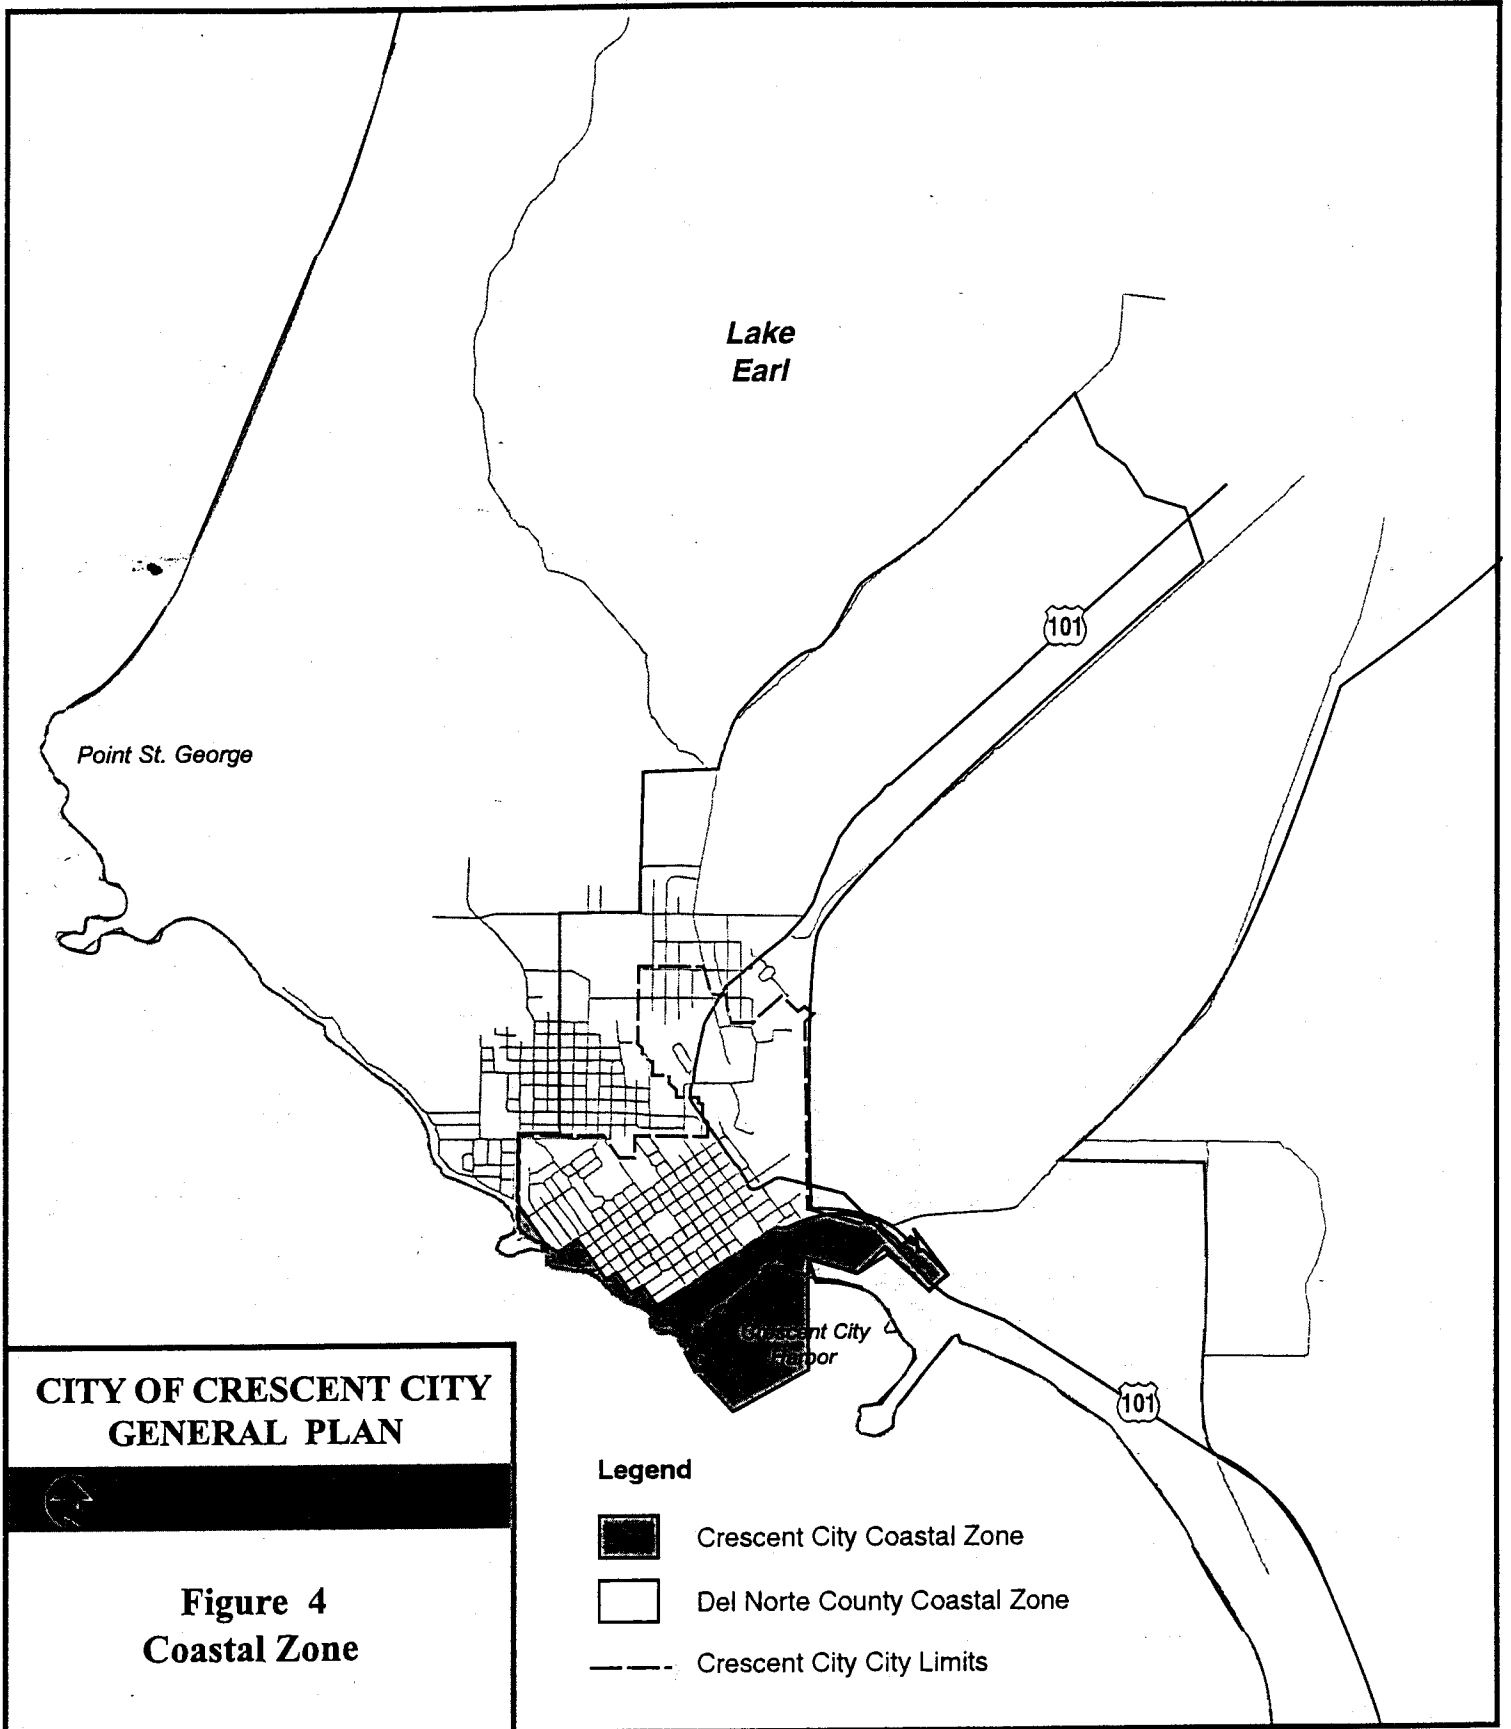 Lake
Earl
101
Point St. George
Crescent City
Harbor
101
CITY OF CRESCENT CITY
GENERAL PLAN
Figure 4
Coastal Zone
Legend
Crescent City Coastal Zone
Del Norte County Coastal Zone
Crescent City City Limits